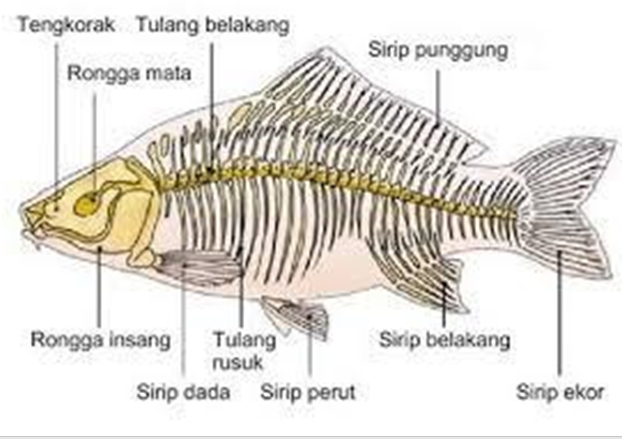 Tengkorak
Tulang belakang
Sirip punggung
Rongga mata
Rongga insang
Tulang
rusuk
Sirip belakang
Sirip dada
Sirip perut
Sirip ekor